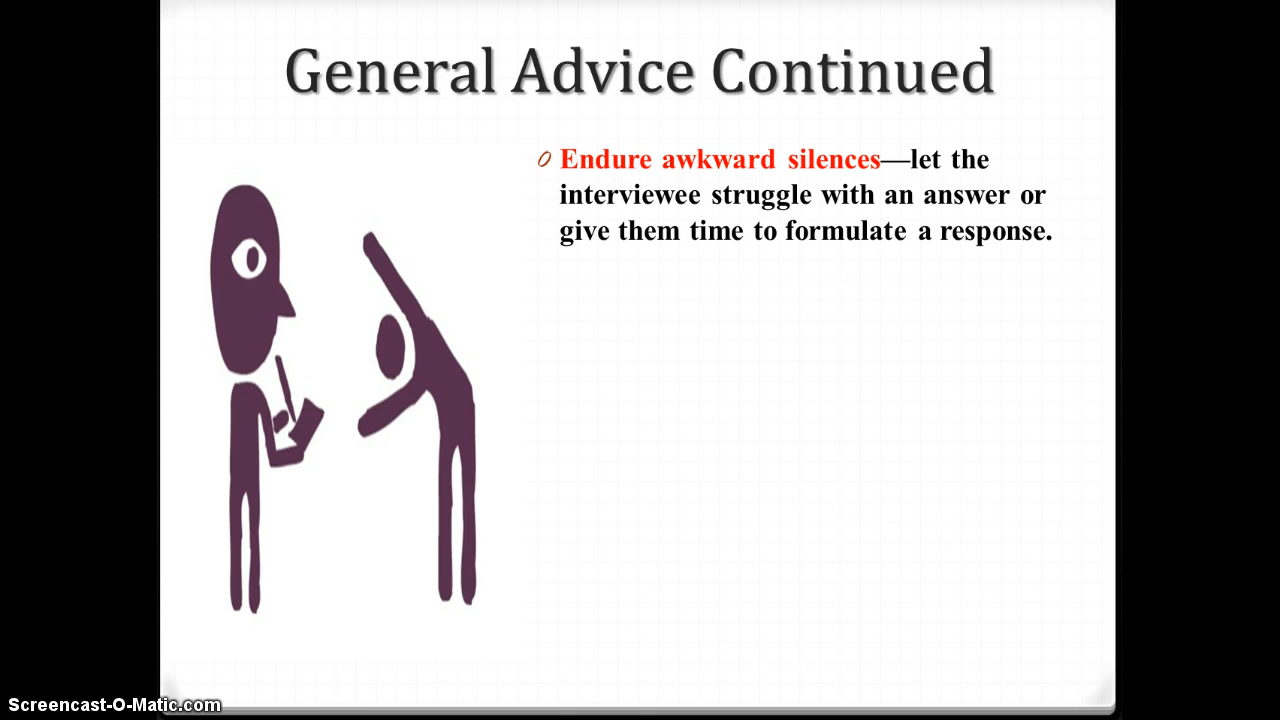 General Advice Continued
Endure awkward silences—let the
interviewee struggle with an answer or
give them time to formulate a response.
Screencast-O-Matic.com